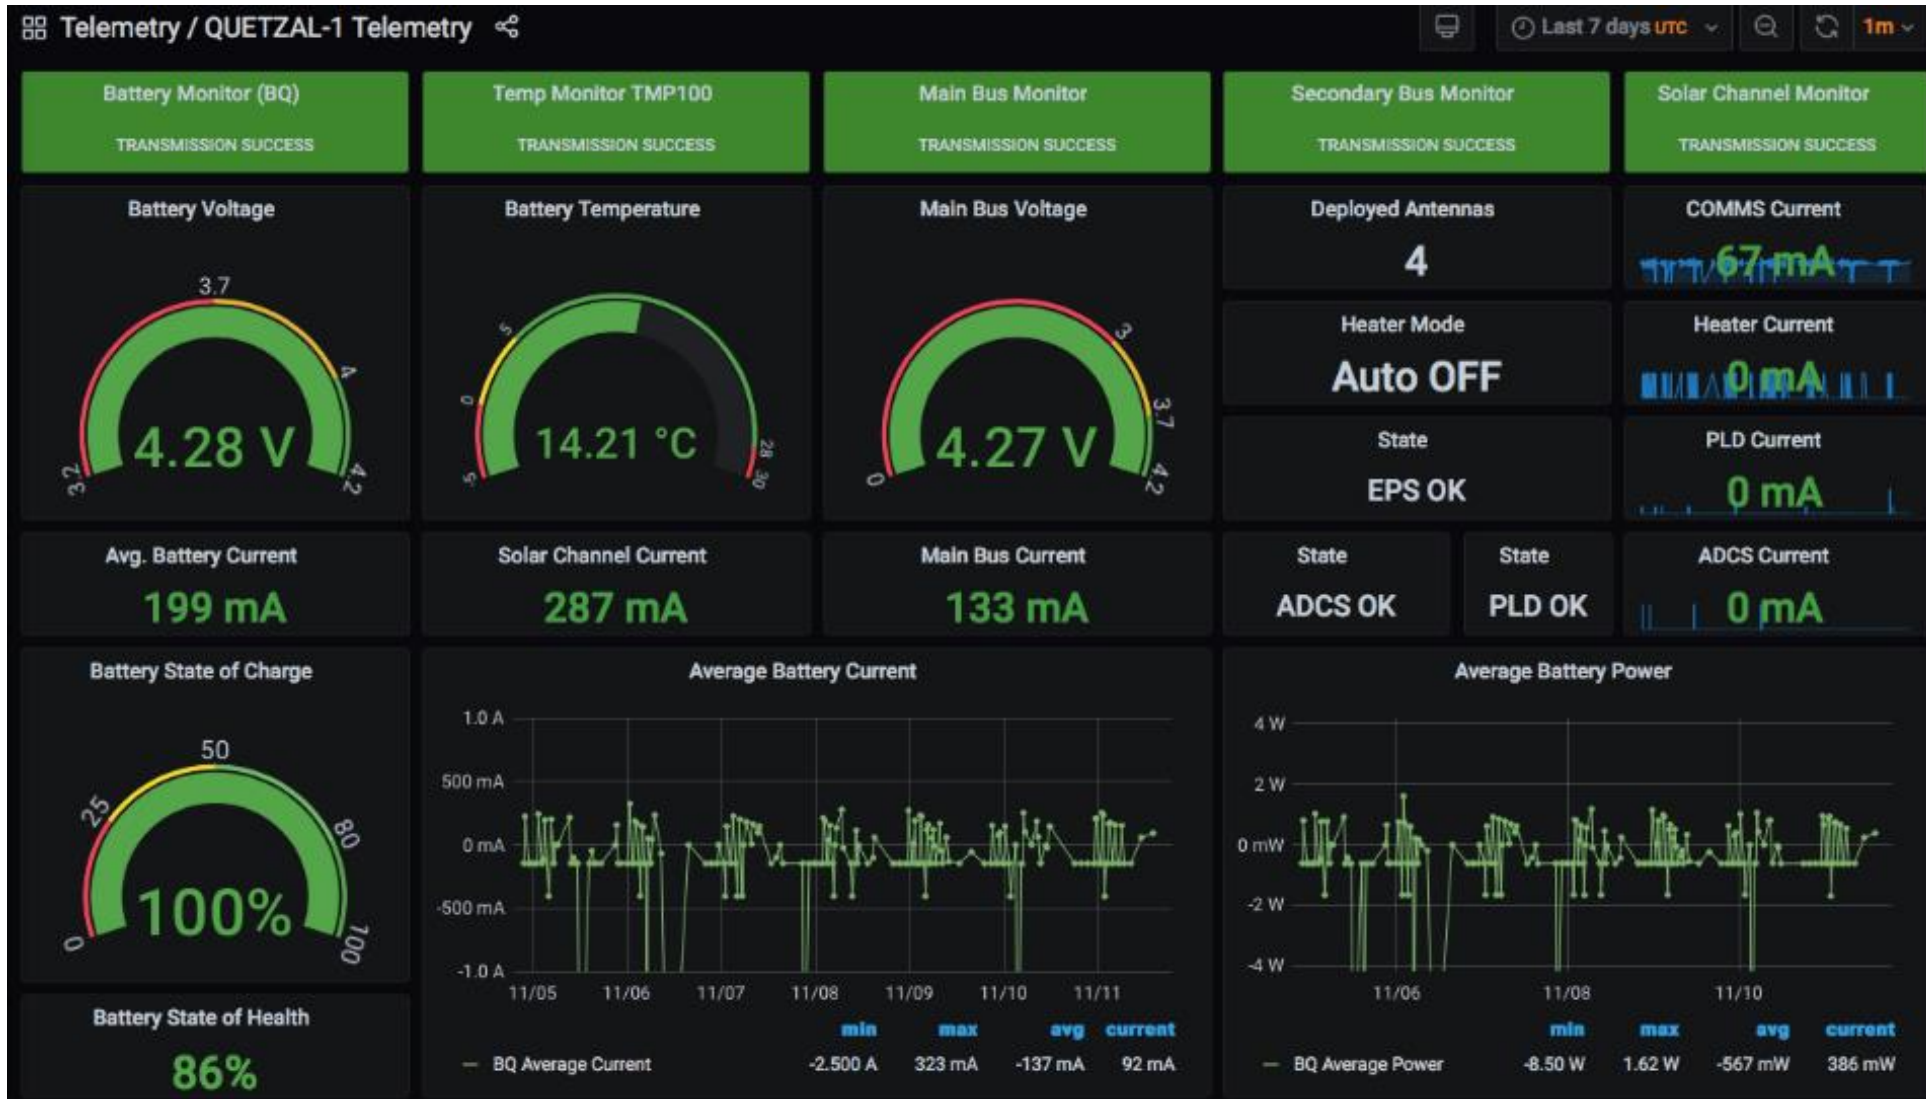 Telemetry / QUETZAL-1 Telemetry
Last 7 days UTC
1m
Battery Monitor (BQ)
TRANSMISSION SUCCESS
Temp Monitor TMP100
TRANSMISSION SUCCESS
Main Bus Monitor
TRANSMISSION SUCCESS
Secondary Bus Monitor
TRANSMISSION SUCCESS
Solar Channel Monitor
TRANSMISSION SUCCESS
Battery Voltage
3.7
4
3.2
4.2
4.28 V
Battery Temperature
5
0
-5
28
30
14.21 °C
Main Bus Voltage
3
3.7
0
4.2
4.27 V
Deployed Antennas
4
COMMS Current
67 mA
Heater Mode
Auto OFF
Heater Current
0 mA
State
EPS OK
PLD Current
0 mA
Avg. Battery Current
199 mA
Solar Channel Current
287 mA
Main Bus Current
133 mA
State
ADCS OK
State
PLD OK
ADCS Current
0 mA
Battery State of Charge
50
25
80
0
100
100%
Battery State of Health
86%
Average Battery Current
1.0 A
500 mA
0 mA
-500 mA
-1.0 A
11/05 11/06 11/07 11/08 11/09 11/10 11/11
min max avg current
BQ Average Current -2.500 A 323 mA -137 mA 92 mA
Average Battery Power
4 W
2 W
0 mW
-2 W
-4 W
11/06 11/08 11/10
min max avg current
BQ Average Power -8.50 W 1.62 W -567 mW 386 mW